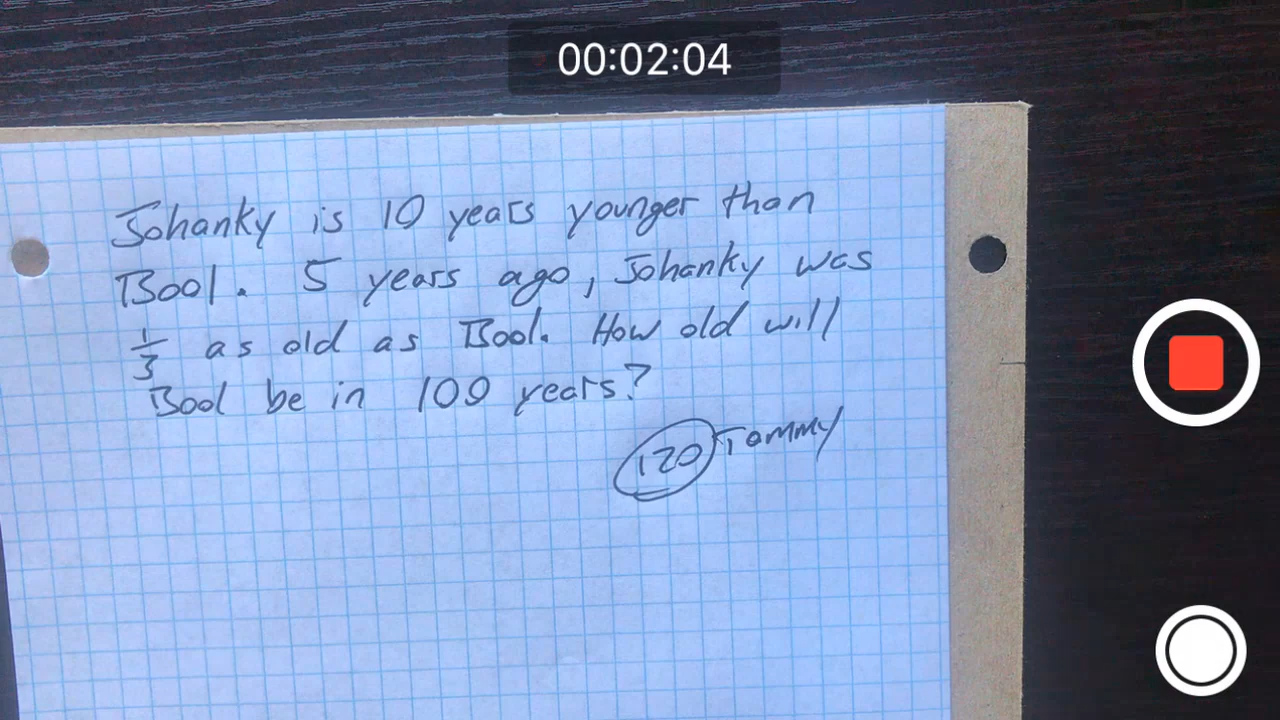 00:02:04
Johanky is 10 years younger than
Bool. 5 years ago, Johanky was
1/3 as old as Bool. How old will
Bool be in 100 years?
120 Tommy